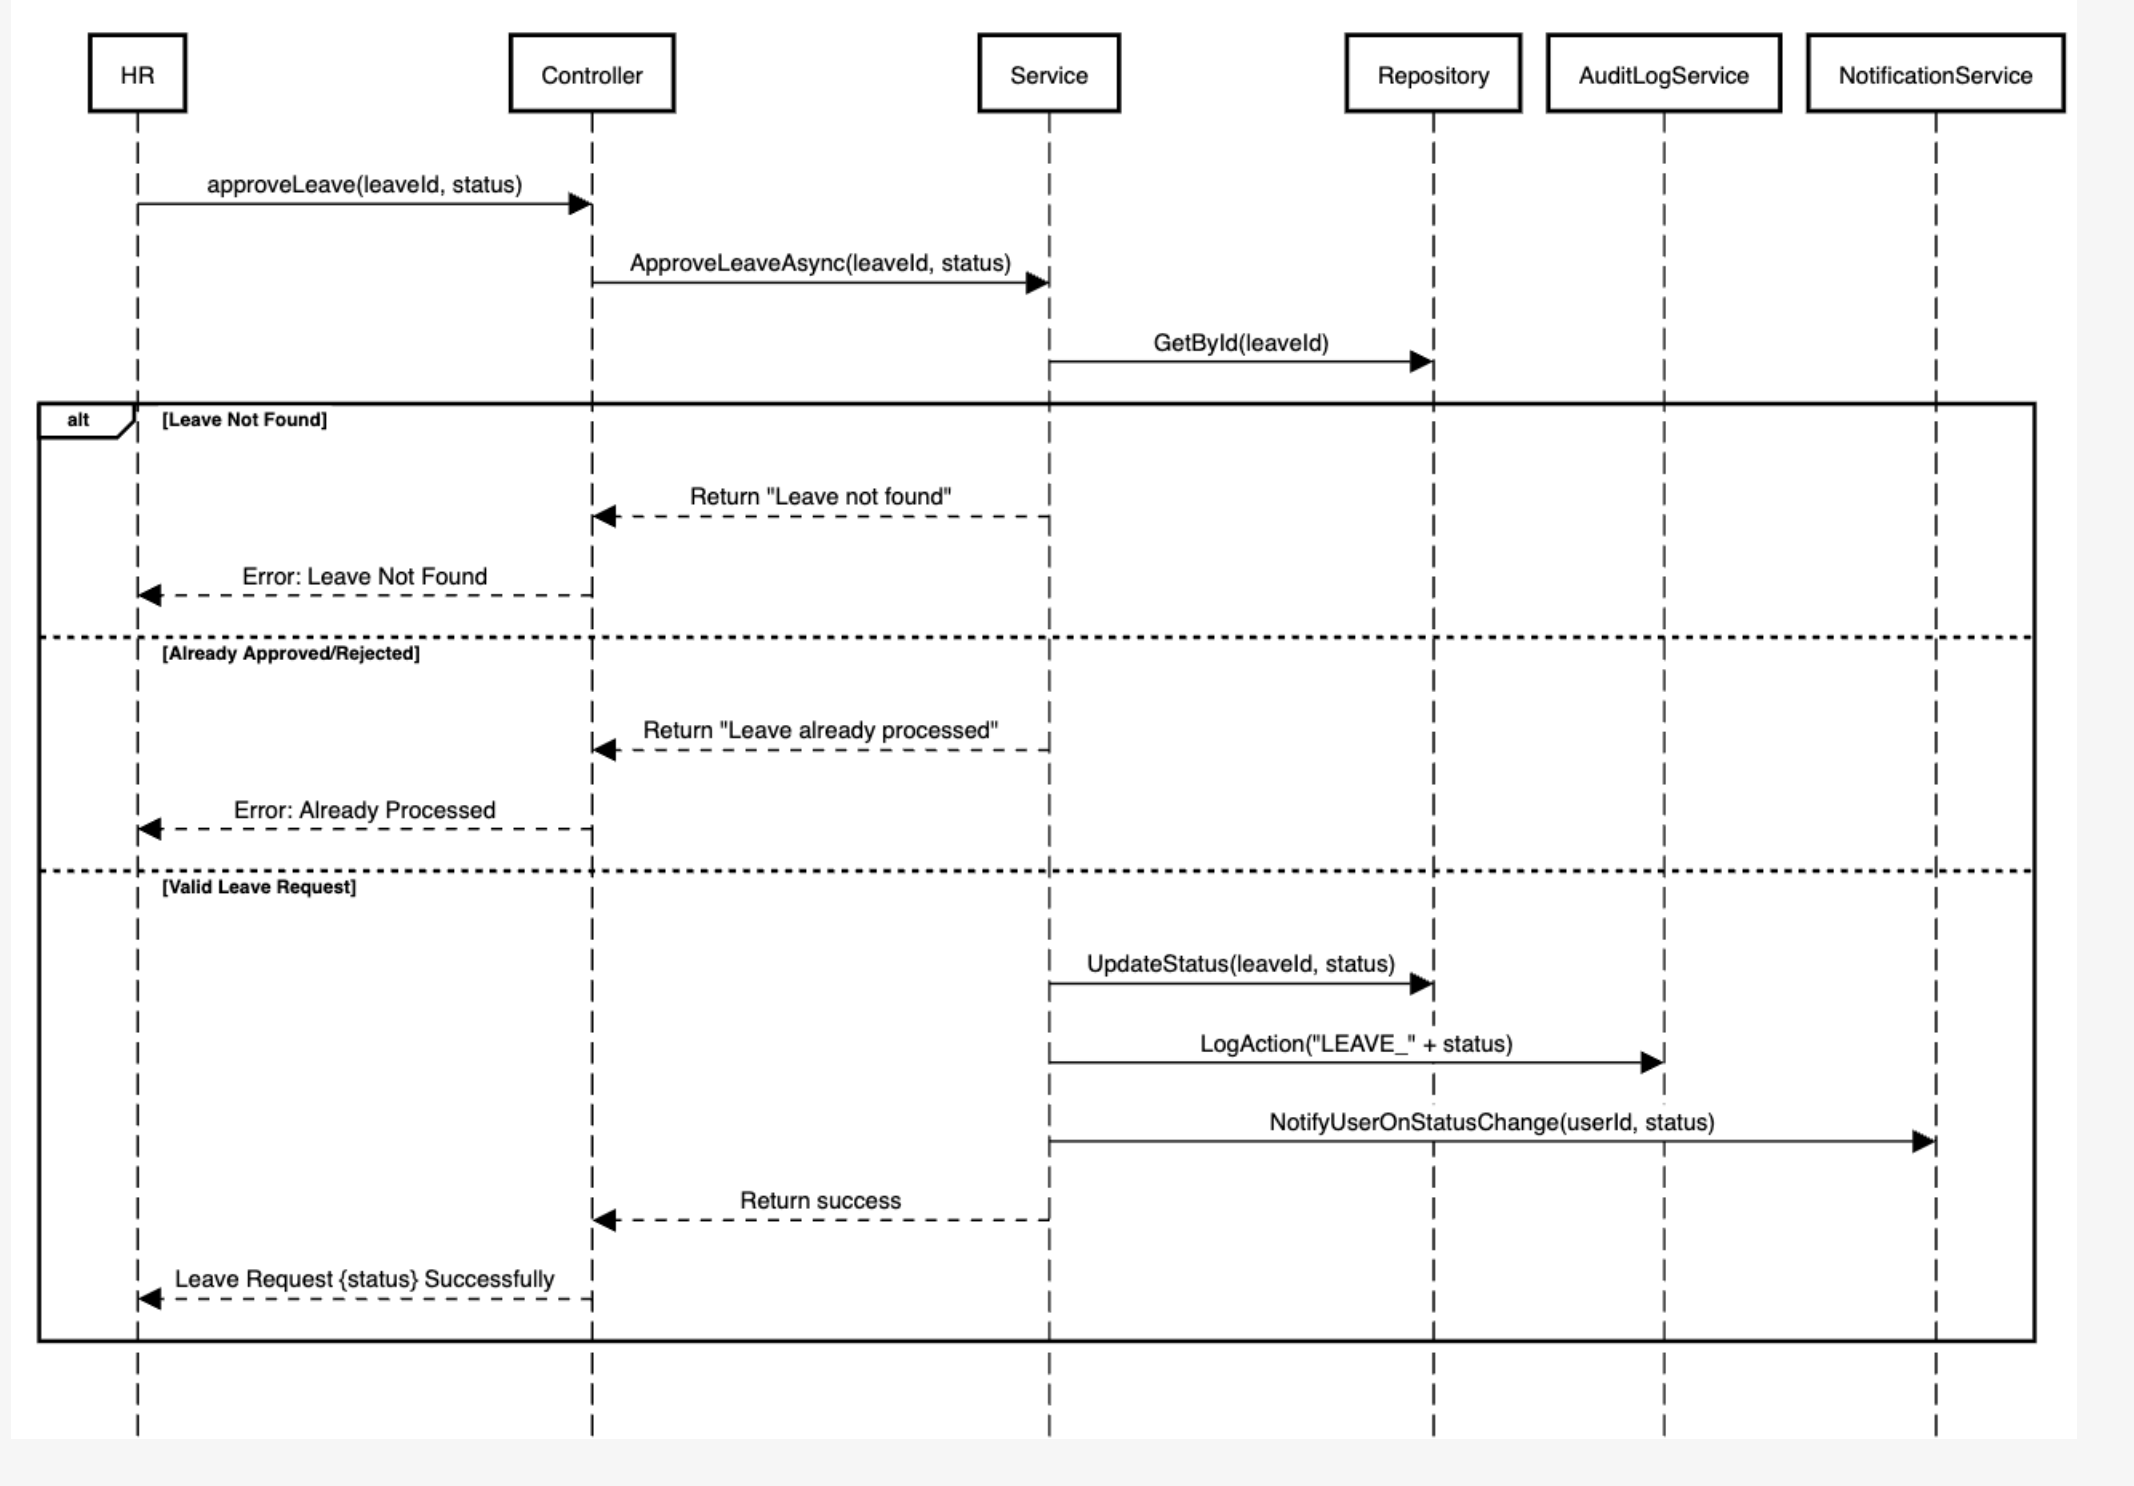 HR
Controller
Service
Repository
AuditLogService
NotificationService
approveLeave(leaveId, status)
ApproveLeaveAsync(leaveId, status)
GetById(leaveId)
alt
[Leave Not Found]
Return "Leave not found"
Error: Leave Not Found
[Already Approved/Rejected]
Return "Leave already processed"
Error: Already Processed
[Valid Leave Request]
UpdateStatus(leaveId, status)
LogAction("LEAVE_" + status)
NotifyUserOnStatusChange(userId, status)
Return success
Leave Request {status} Successfully